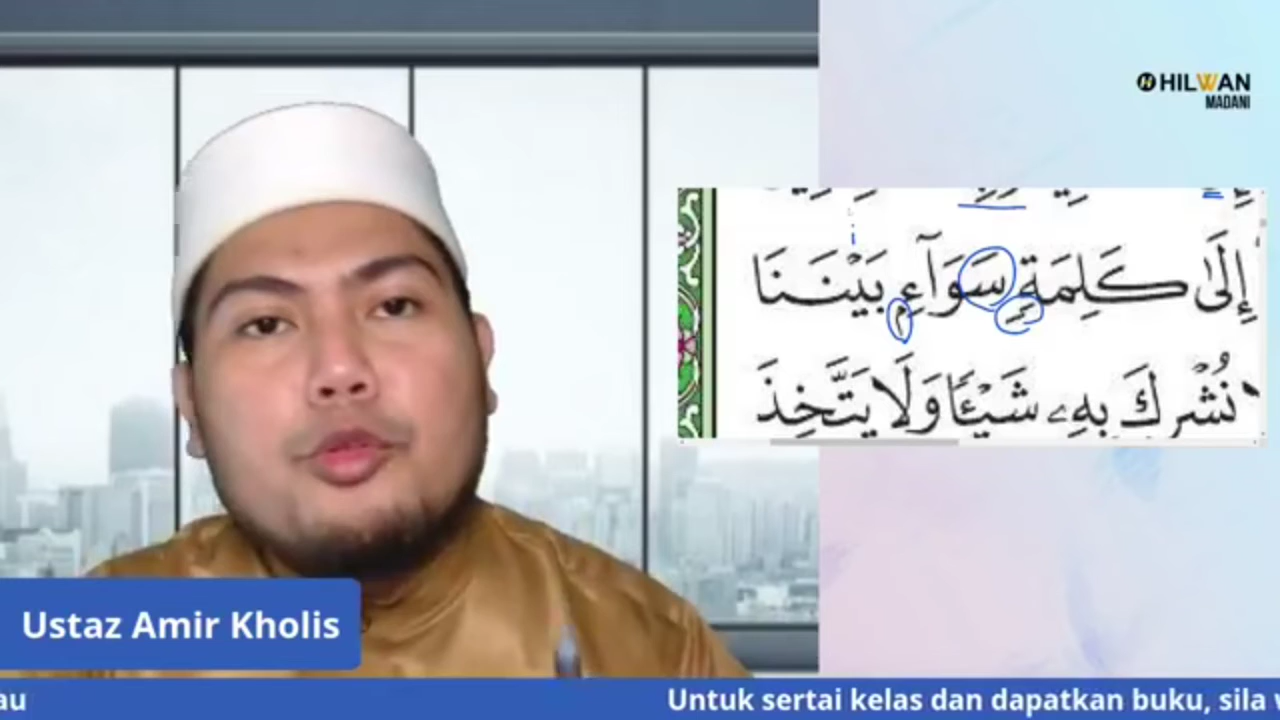 HILWAN
MADANI
إِلَىٰ كَلِمَةٍ سَوَآءٍ بَيْنَنَا
نُشْرِكَ بِهِۦ شَيْـًٔا وَلَا يَتَّخِذَ
Ustaz Amir Kholis
au Untuk sertai kelas dan dapatkan buku, sila